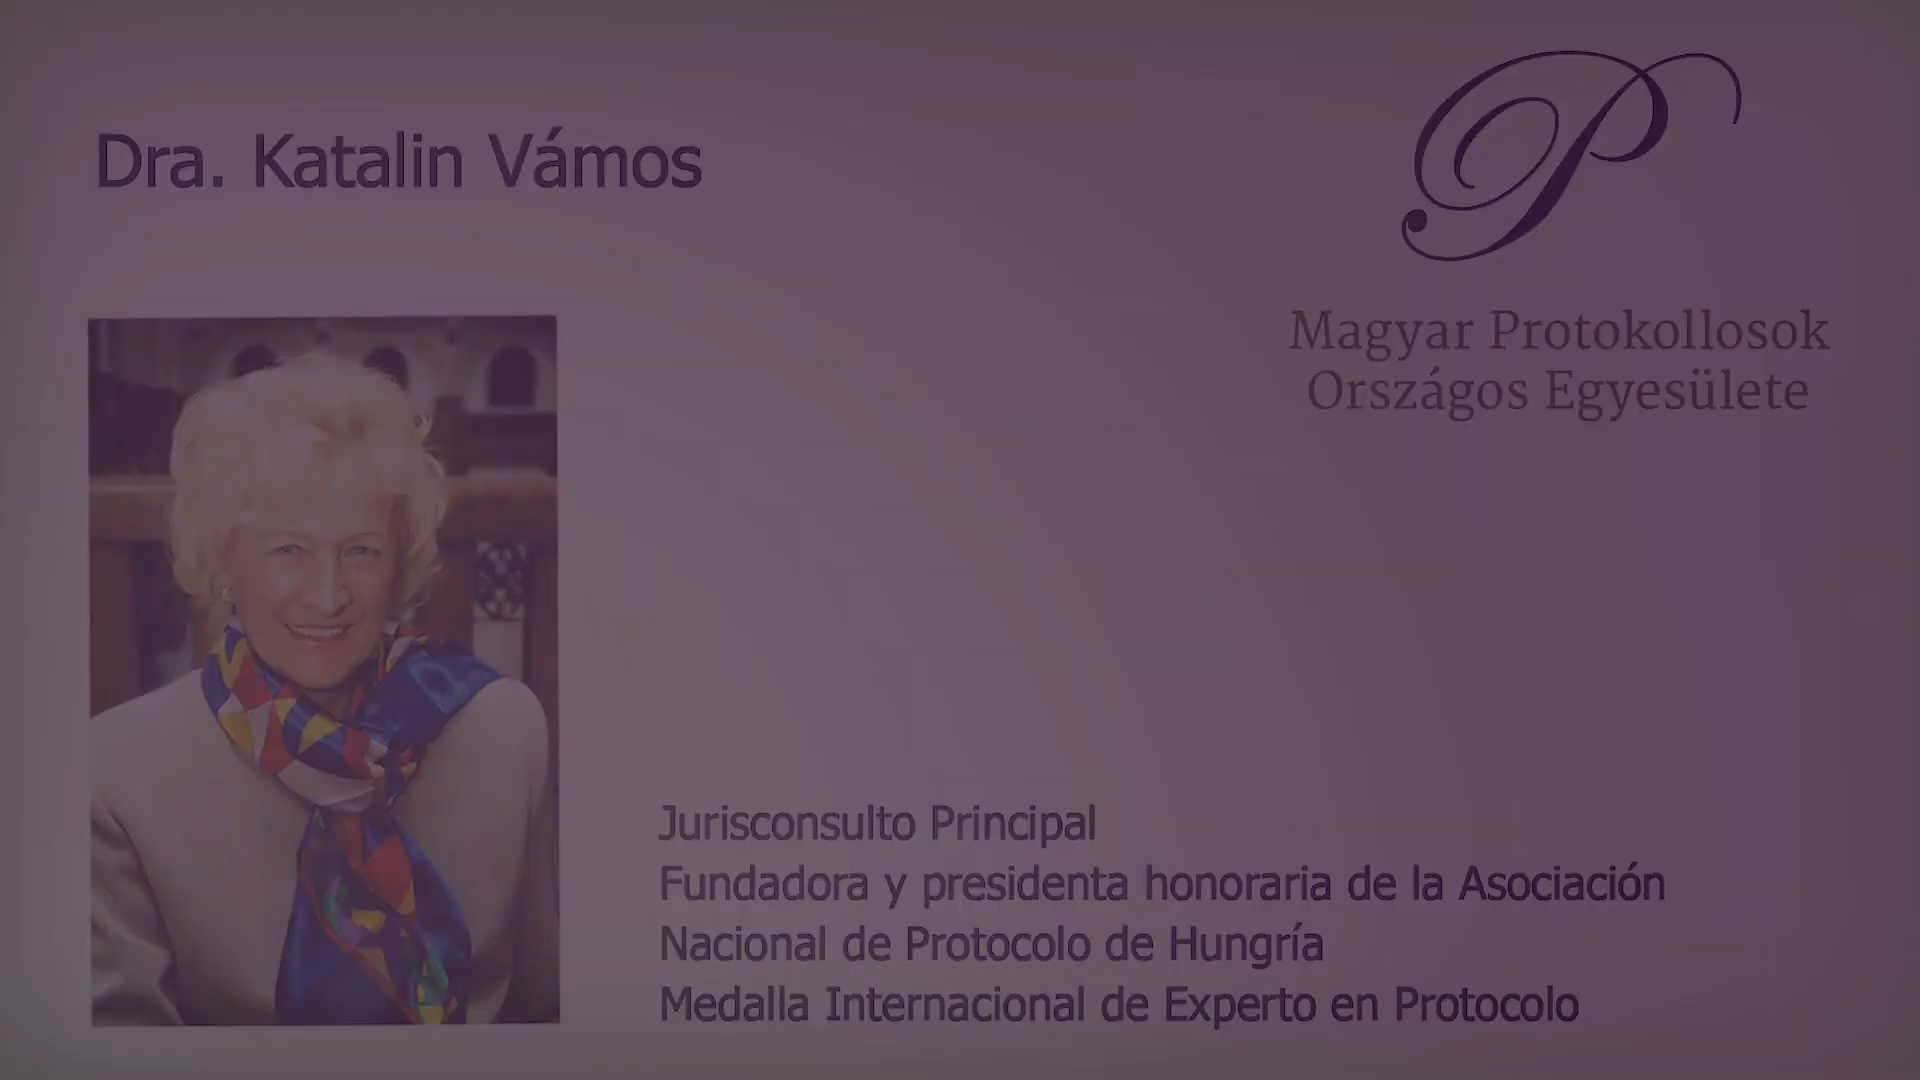 Dra. Katalin Vámos
P
Magyar Protokollosok
Országos Egyesülete
Jurisconsulto Principal
Fundadora y presidenta honoraria de la Asociación
Nacional de Protocolo de Hungría
Medalla Internacional de Experto en Protocolo